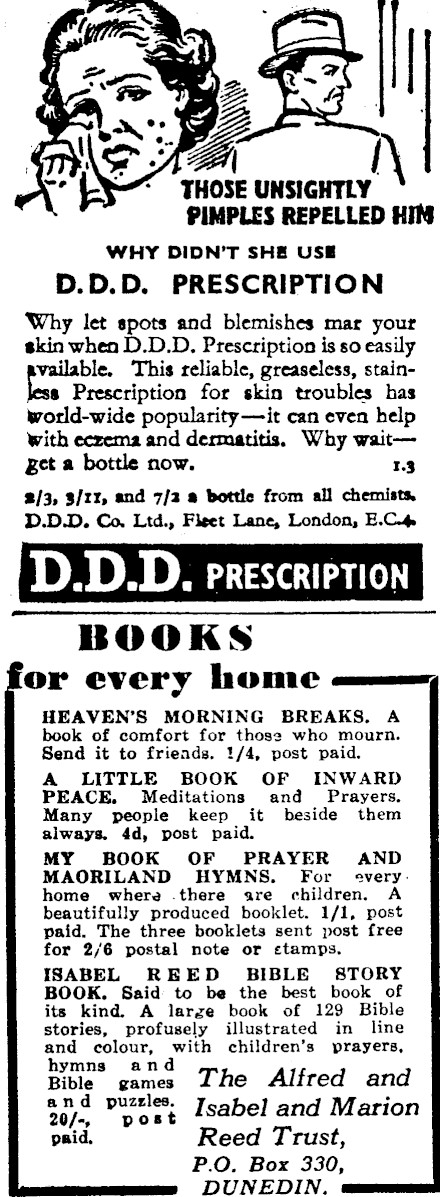 THOSE UNSIGHTLY
PIMPLES REPELLED HIM
WHY DIDN'T SHE USE
D.D.D. PRESCRIPTION
Why let spots and blemishes mar your
skin when D.D.D. Prescription is so easily
available. This reliable, greaseless, stain-
less Prescription for skin troubles has
world-wide popularity—it can even help
with eczema and dermatitis. Why wait—
get a bottle now. 1.3
2/3, 3/11, and 7/2 a bottle from all chemists.
D.D.D. Co. Ltd., Fleet Lane, London, E.C.4.
D.D.D. PRESCRIPTION
BOOKS
for every home
HEAVEN'S MORNING BREAKS. A
book of comfort for those who mourn.
Send it to friends. 1/4, post paid.
A LITTLE BOOK OF INWARD
PEACE. Meditations and Prayers.
Many people keep it beside them
always. 4d, post paid.
MY BOOK OF PRAYER AND
MAORILAND HYMNS. For every
home where there are children. A
beautifully produced booklet. 1/1, post
paid. The three booklets sent post free
for 2/6 postal note or stamps.
ISABEL REED BIBLE STORY
BOOK. Said to be the best book of
its kind. A large book of 129 Bible
stories, profusely illustrated in line
and colour, with children's prayers,
hymns and
Bible games
and puzzles.
20/-, post
paid.
The Alfred and
Isabel and Marion
Reed Trust,
P.O. Box 330,
DUNEDIN.